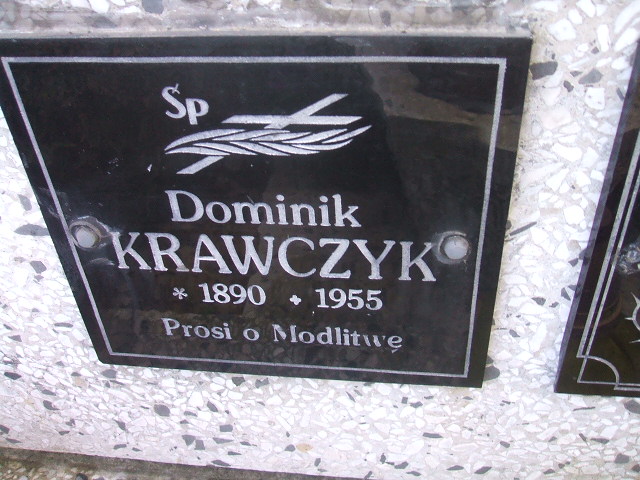 Śp
Dominik
KRAWCZYK
* 1890 + 1955
Prosi o Modlitwę